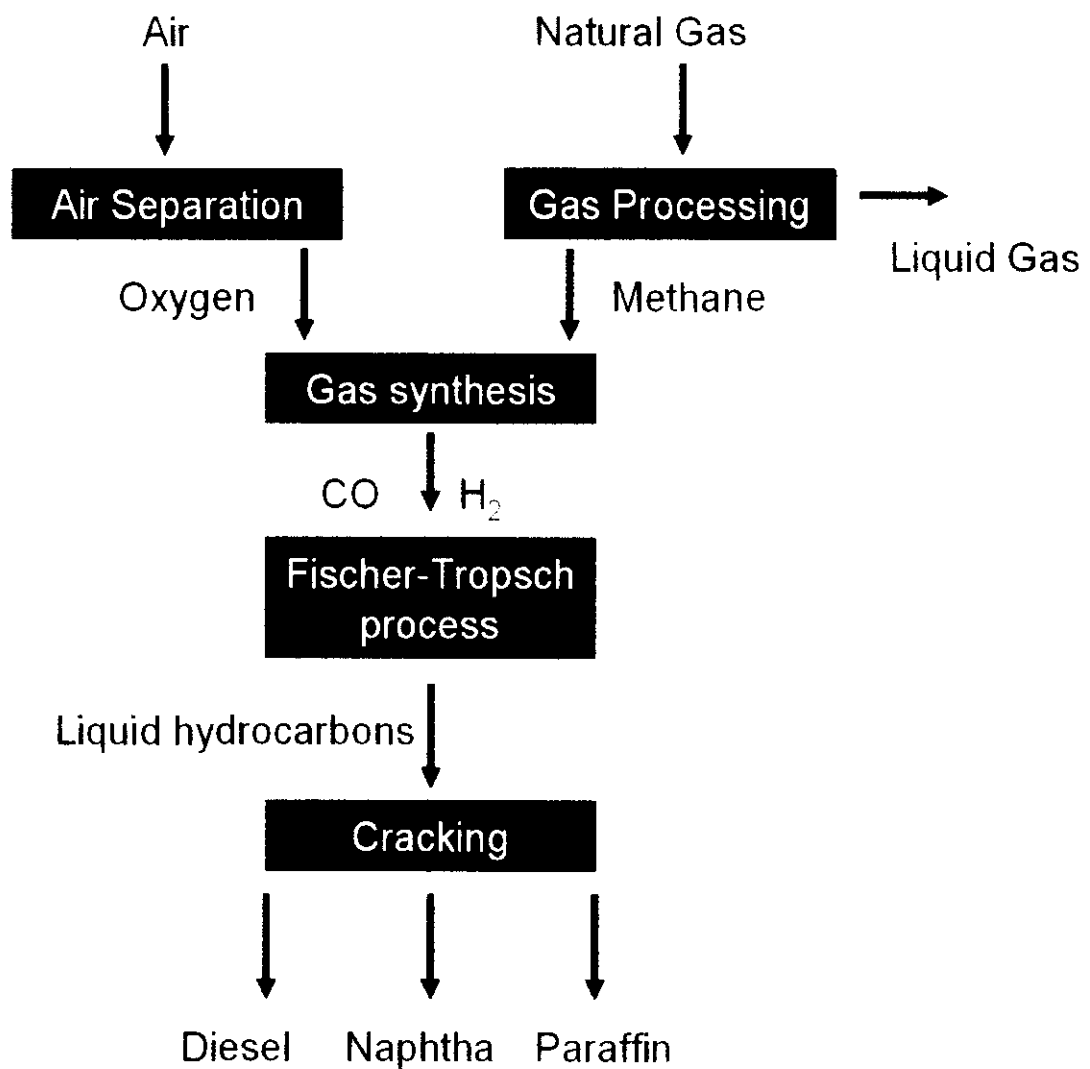 Air
Natural Gas
Air Separation
Gas Processing
Liquid Gas
Oxygen
Methane
Gas synthesis
CO
H₂
Fischer-Tropsch
process
Liquid hydrocarbons
Cracking
Diesel
Naphtha
Paraffin